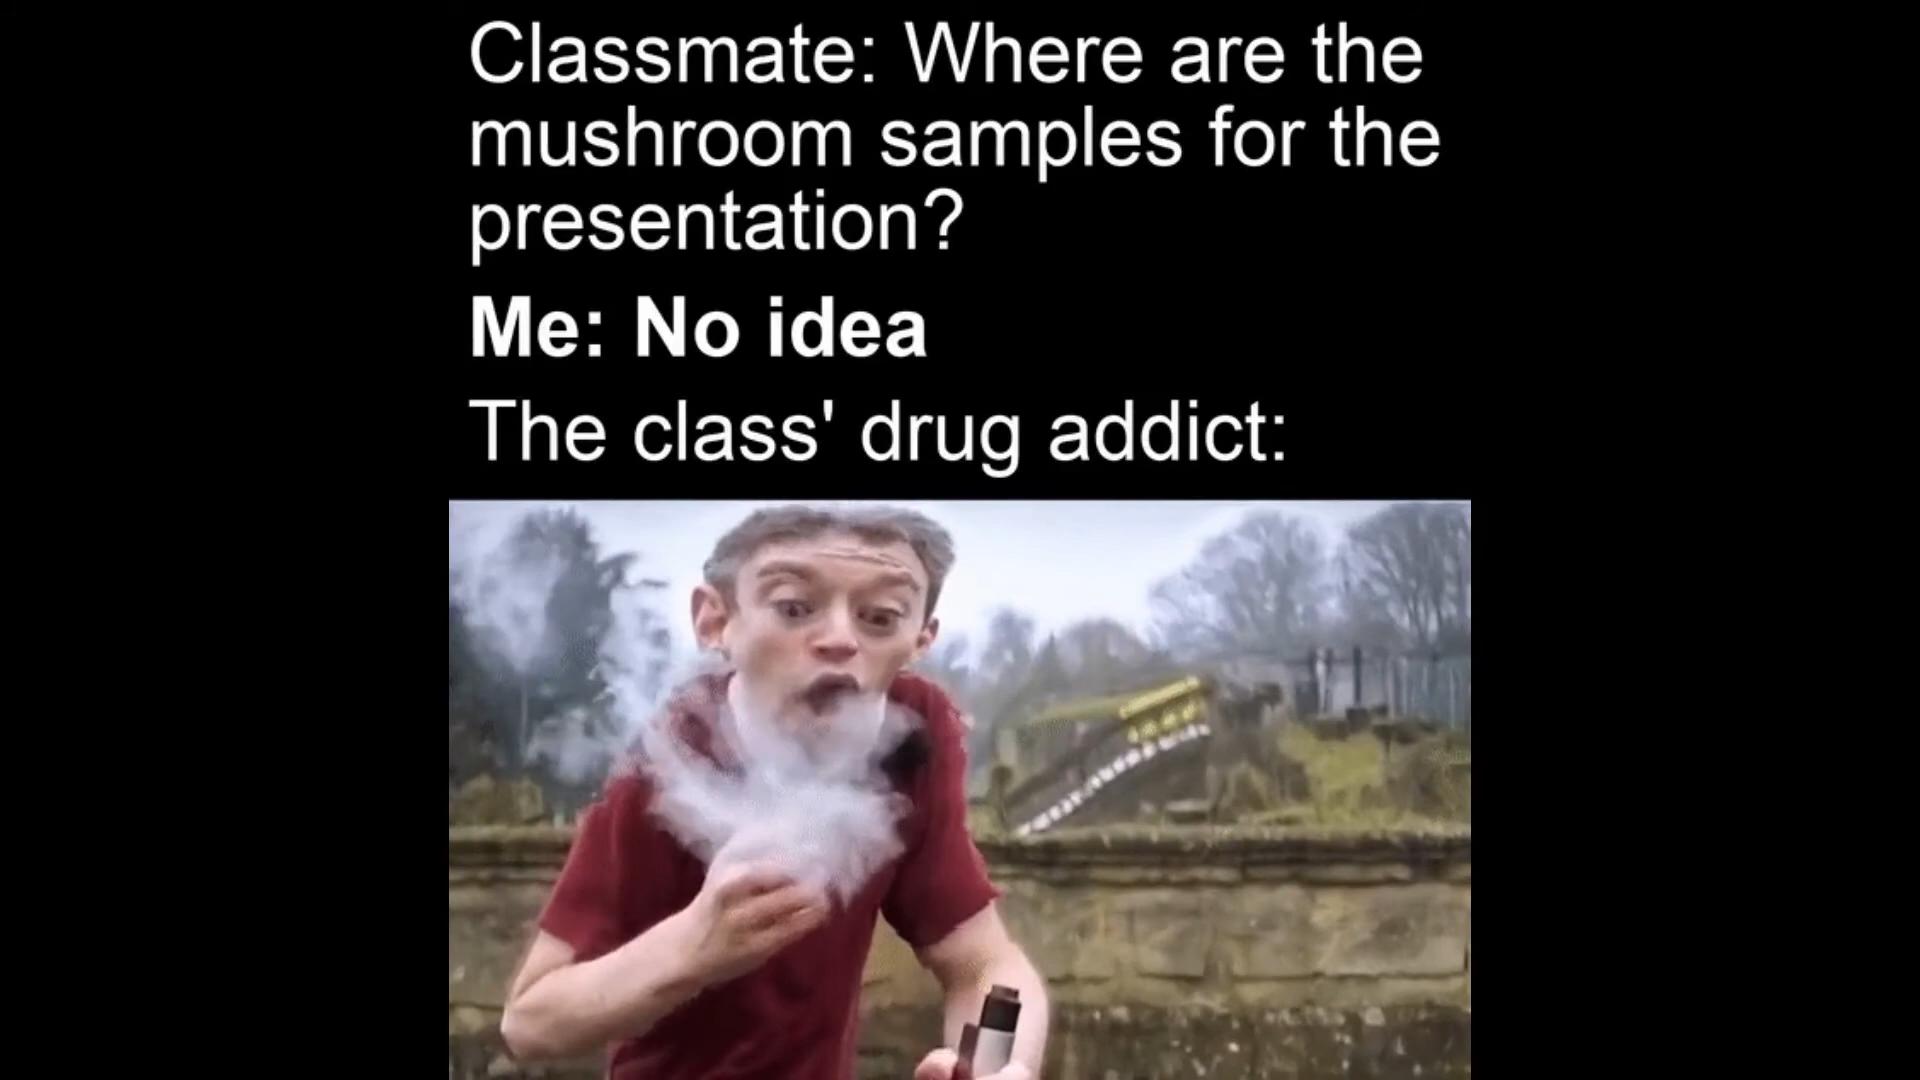 Classmate: Where are the
mushroom samples for the
presentation?
Me: No idea
The class' drug addict: